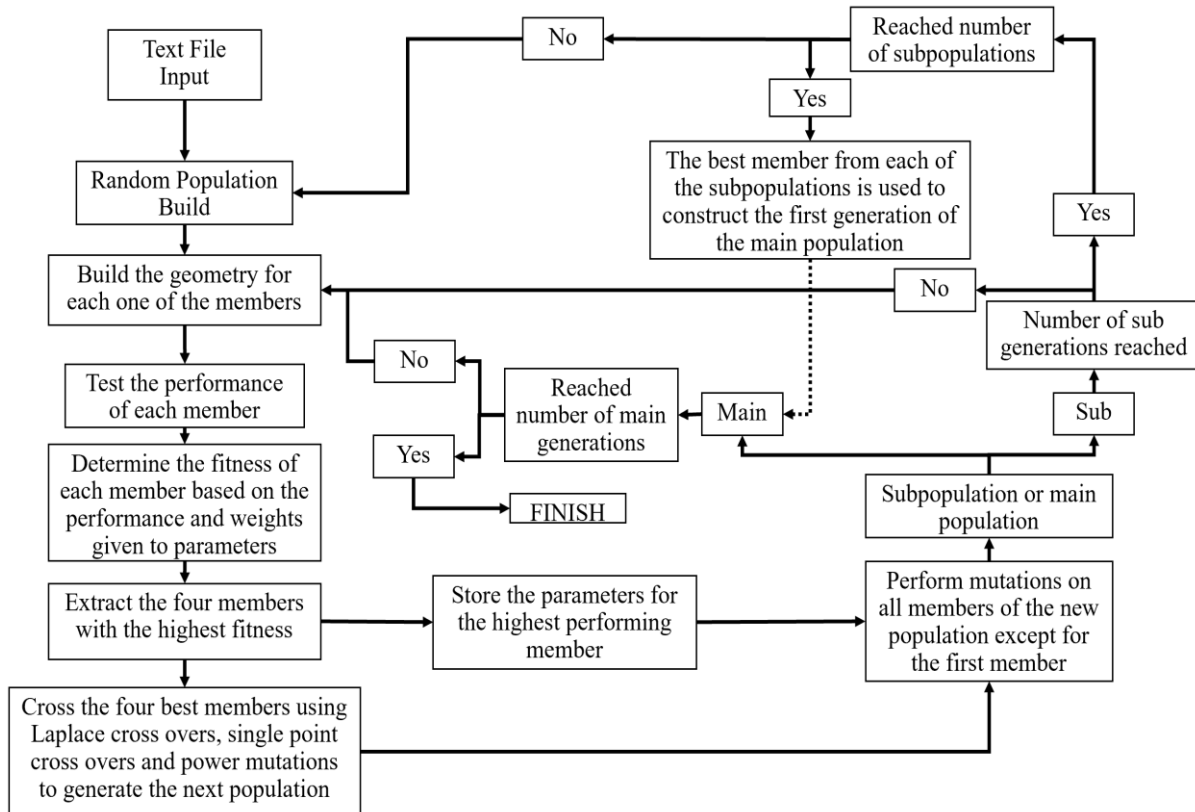 Text File
Input
Random Population
Build
Build the geometry for
each one of the members
Test the performance
of each member
Determine the fitness of
each member based on the
performance and weights
given to parameters
Extract the four members
with the highest fitness
Cross the four best members using
Laplace cross overs, single point
cross overs and power mutations
to generate the next population
Store the parameters for
the highest performing
member
Perform mutations on
all members of the new
population except for
the first member
Subpopulation or main
population
Main
Reached
number of main
generations
No
Yes
FINISH
Sub
Number of sub
generations reached
No
Yes
Reached number
of subpopulations
No
Yes
The best member from each of
the subpopulations is used to
construct the first generation of
the main population